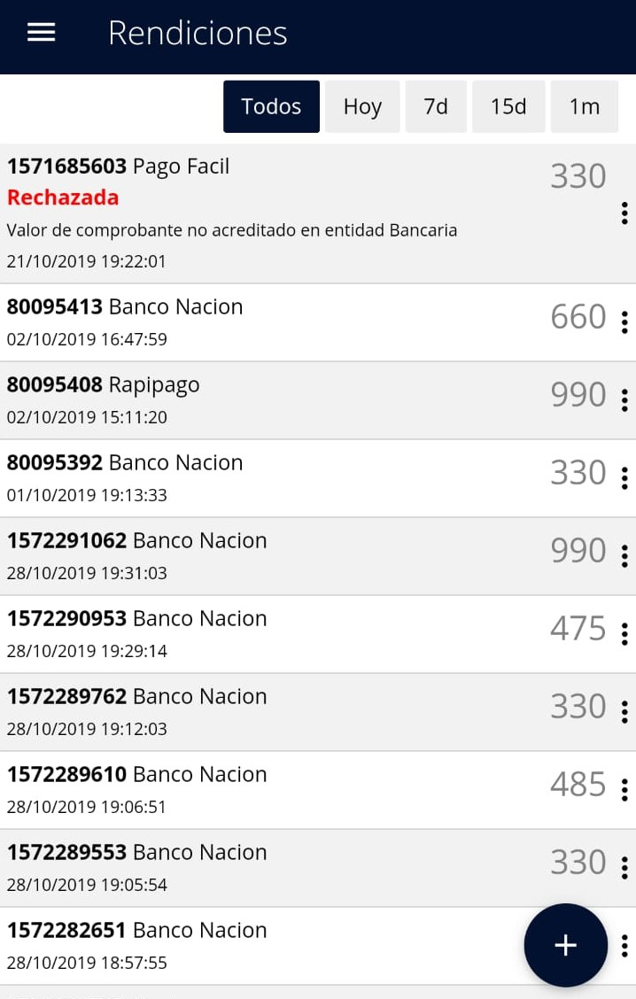 Rendiciones
Todos Hoy 7d 15d 1m
1571685603 Pago Facil 330
Rechazada
Valor de comprobante no acreditado en entidad Bancaria
21/10/2019 19:22:01
80095413 Banco Nacion 660
02/10/2019 16:47:59
80095408 Rapipago 990
02/10/2019 15:11:20
80095392 Banco Nacion 330
01/10/2019 19:13:33
1572291062 Banco Nacion 990
28/10/2019 19:31:03
1572290953 Banco Nacion 475
28/10/2019 19:29:14
1572289762 Banco Nacion 330
28/10/2019 19:12:03
1572289610 Banco Nacion 485
28/10/2019 19:06:51
1572289553 Banco Nacion 330
28/10/2019 19:05:54
1572282651 Banco Nacion
28/10/2019 18:57:55